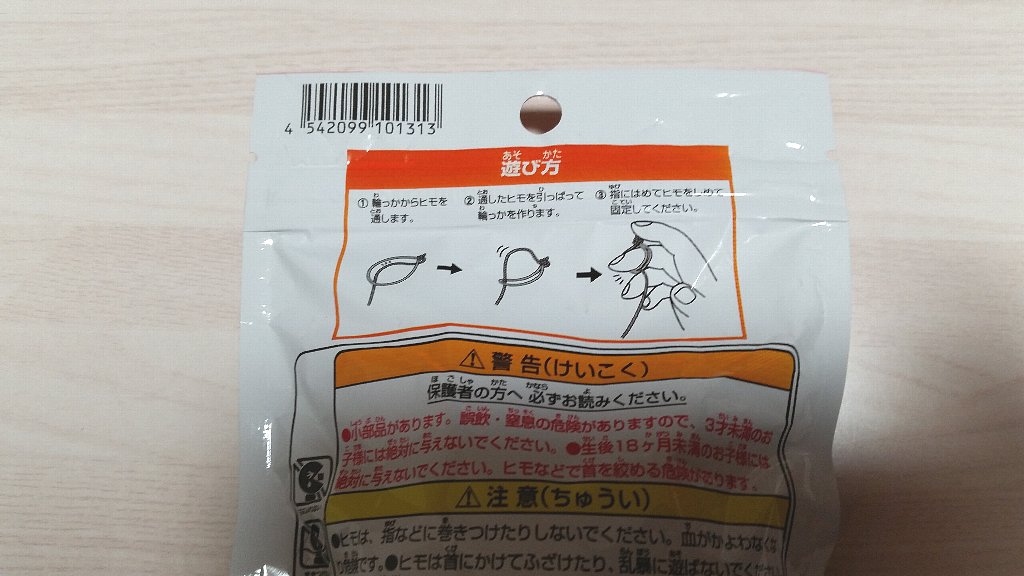 4 542099 101313
あそ かた
遊び方
① 輪っかからヒモを
通します。
② 通したヒモを引っぱって
輪っかを作ります。
③ 指にはめてヒモをしめて
固定してください。
⚠警告(けいこく)
保護者の方へ 必ずお読みください。
●小部品があります。誤飲・窒息の危険がありますので、3才未満のお
子様には絶対に与えないでください。●生後18ヶ月未満のお子様には
絶対に与えないでください。ヒモなどで首を絞める危険があります。
⚠注意(ちゅうい)
●ヒモは、指などに巻きつけたりしないでください。血がかよわなくな
り危険です。●ヒモは首にかけてふざけたり、乱暴に遊ばないでくださ